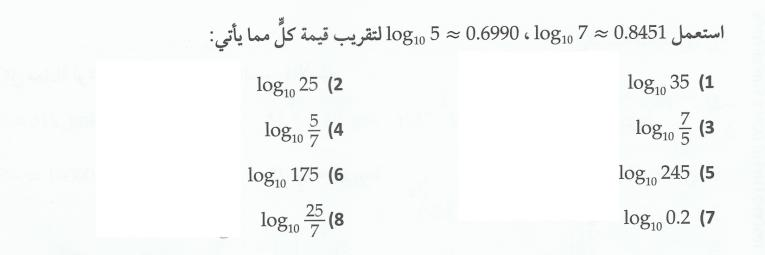 استعمل log₁₀ 7 ≈ 0.8451 ، log₁₀ 5 ≈ 0.6990 لتقريب قيمة كلٍّ مما يأتي:
1) log₁₀ 35 2) log₁₀ 25
3) log₁₀ 7/5 4) log₁₀ 5/7
5) log₁₀ 245 6) log₁₀ 175
7) log₁₀ 0.2 8) log₁₀ 25/7